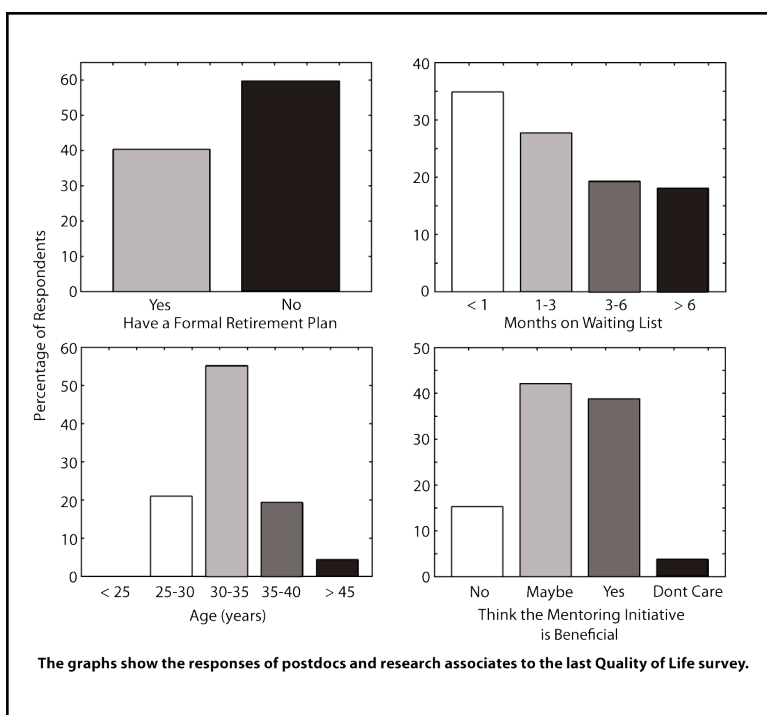 Percentage of Respondents
60
50
40
30
20
10
0
Yes No
Have a Formal Retirement Plan
40
30
20
10
0
< 1 1-3 3-6 > 6
Months on Waiting List
60
50
40
30
20
10
0
< 25 25-30 30-35 35-40 > 45
Age (years)
50
40
30
20
10
0
No Maybe Yes Dont Care
Think the Mentoring Initiative
is Beneficial
The graphs show the responses of postdocs and research associates to the last Quality of Life survey.